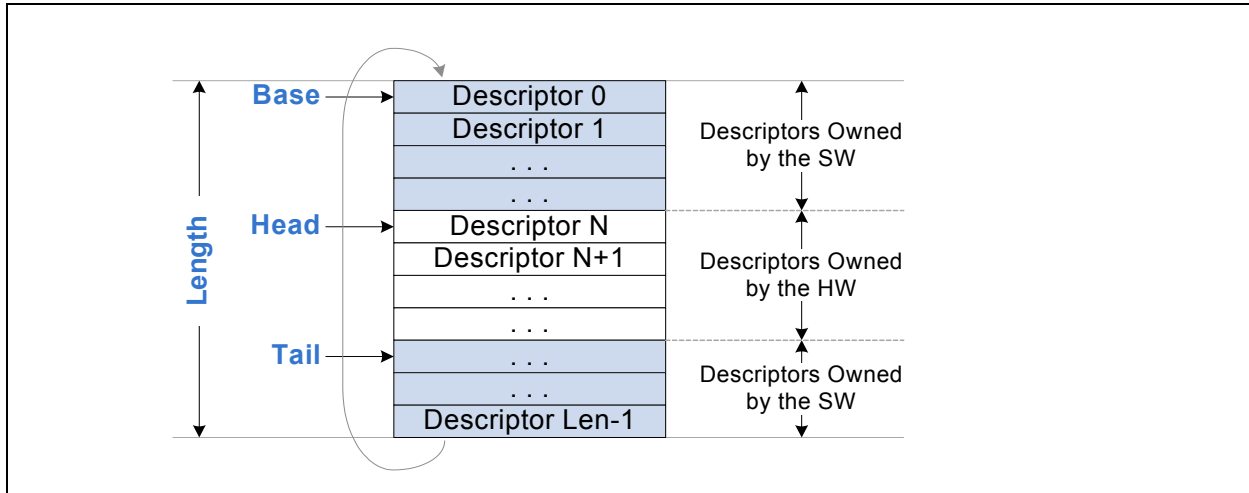 Base
Descriptor 0
Descriptor 1
. . .
. . .
Descriptors Owned
by the SW
Length
Head
Descriptor N
Descriptor N+1
. . .
. . .
Descriptors Owned
by the HW
Tail
. . .
. . .
Descriptor Len-1
Descriptors Owned
by the SW